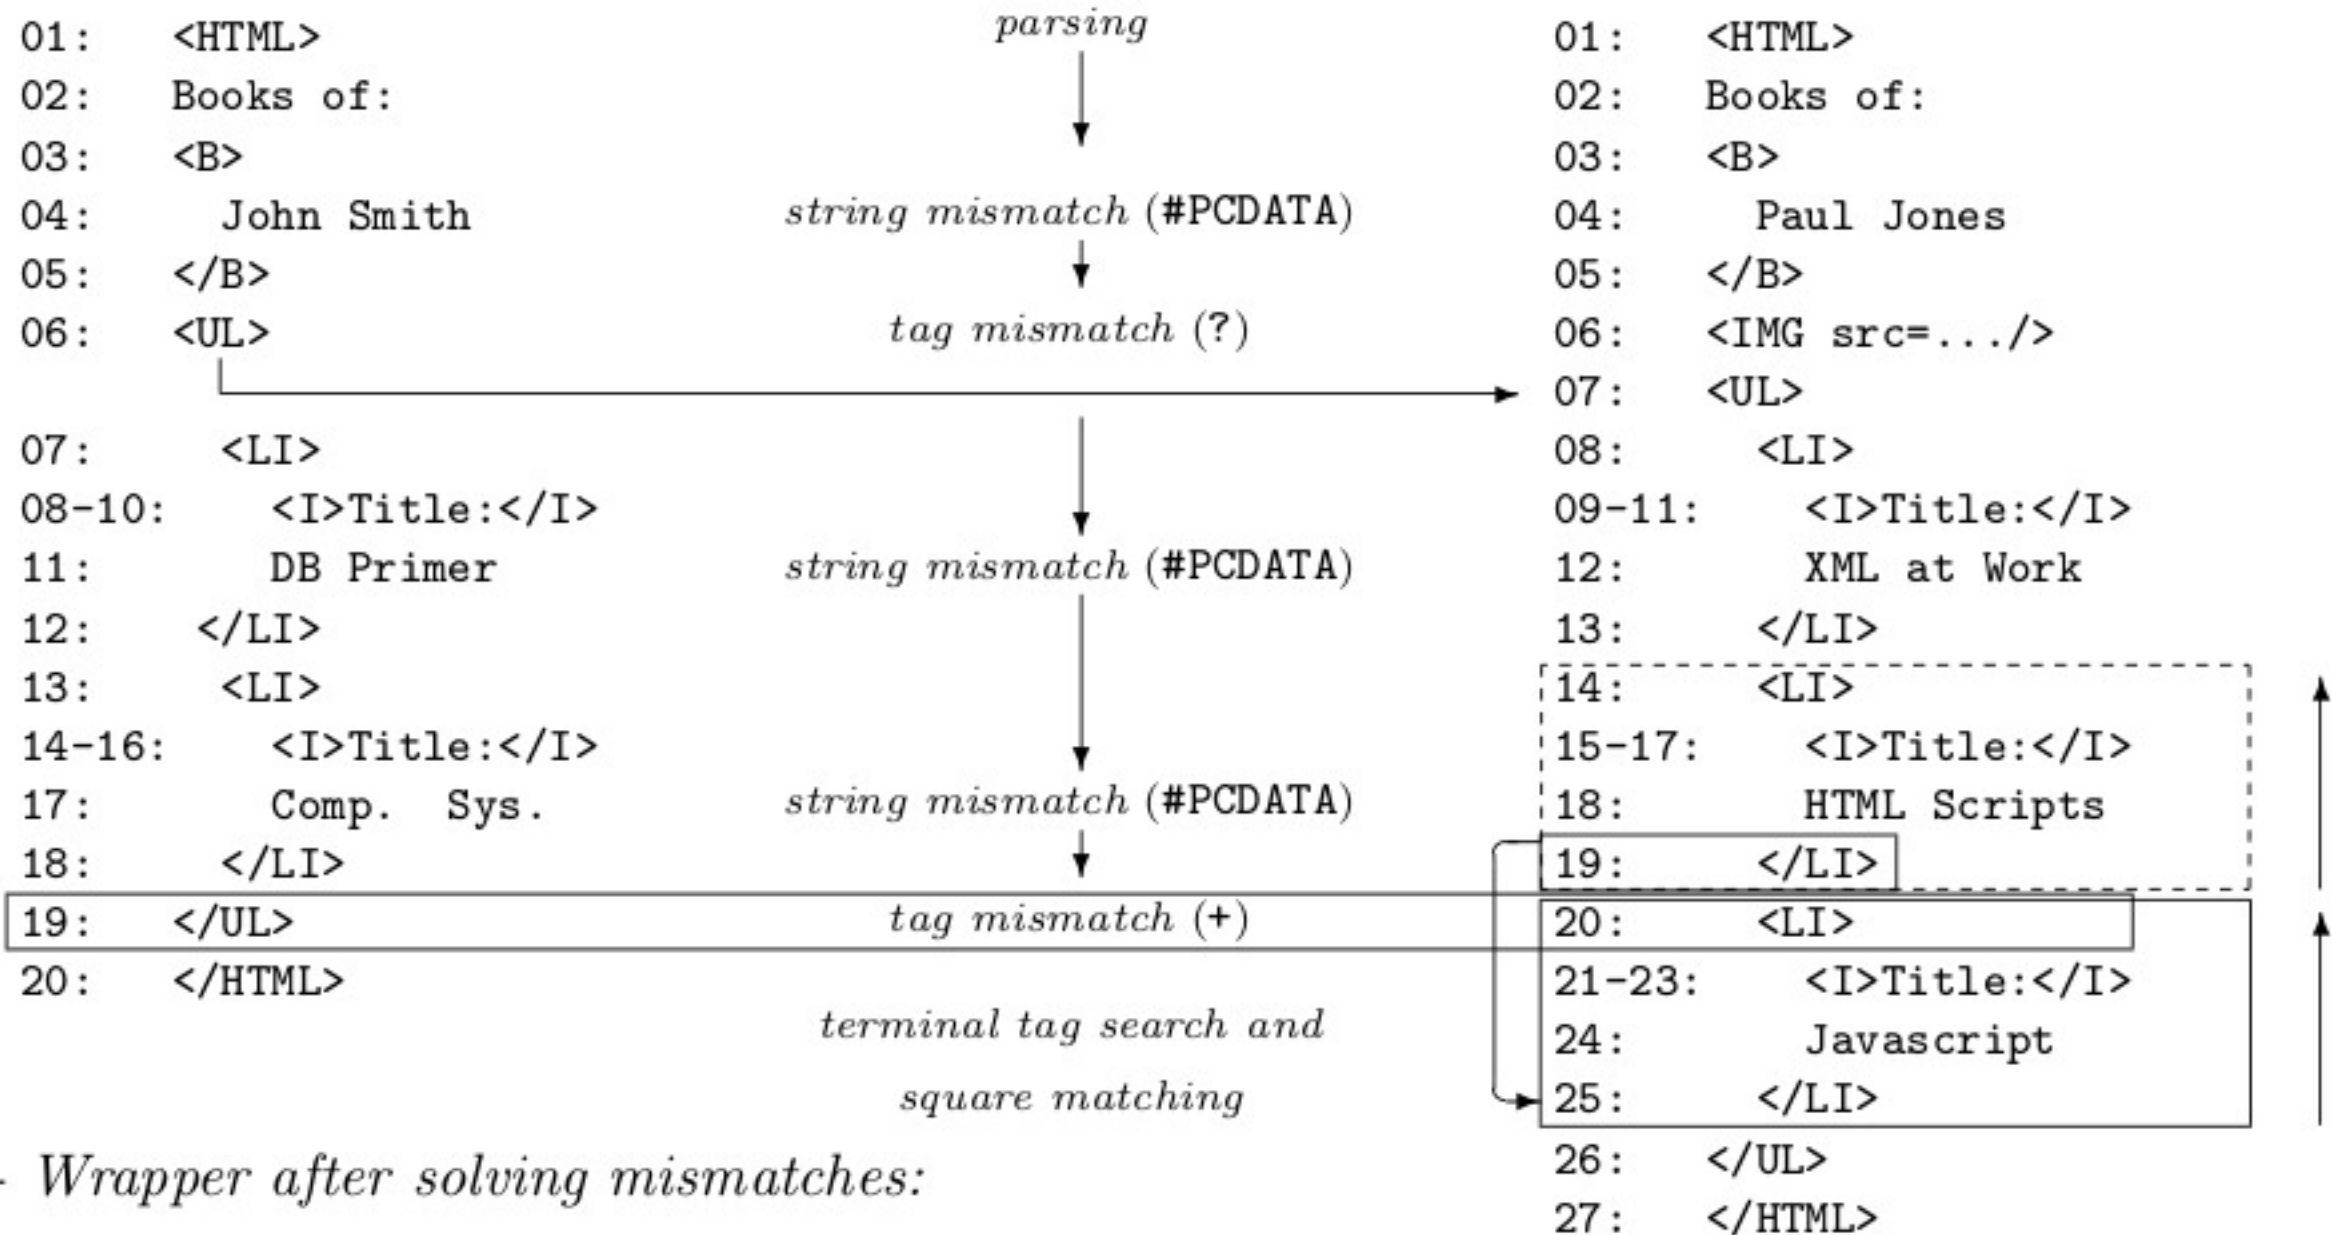 01: <HTML>
02: Books of:
03: <B>
04: John Smith
05: </B>
06: <UL>
07: <LI>
08-10: <I>Title:</I>
11: DB Primer
12: </LI>
13: <LI>
14-16: <I>Title:</I>
17: Comp. Sys.
18: </LI>
19: </UL>
20: </HTML>
parsing
string mismatch (#PCDATA)
tag mismatch (?)
string mismatch (#PCDATA)
string mismatch (#PCDATA)
tag mismatch (+)
terminal tag search and
square matching
01: <HTML>
02: Books of:
03: <B>
04: Paul Jones
05: </B>
06: <IMG src=.../>
07: <UL>
08: <LI>
09-11: <I>Title:</I>
12: XML at Work
13: </LI>
14: <LI>
15-17: <I>Title:</I>
18: HTML Scripts
19: </LI>
20: <LI>
21-23: <I>Title:</I>
24: Javascript
25: </LI>
26: </UL>
27: </HTML>
- Wrapper after solving mismatches: